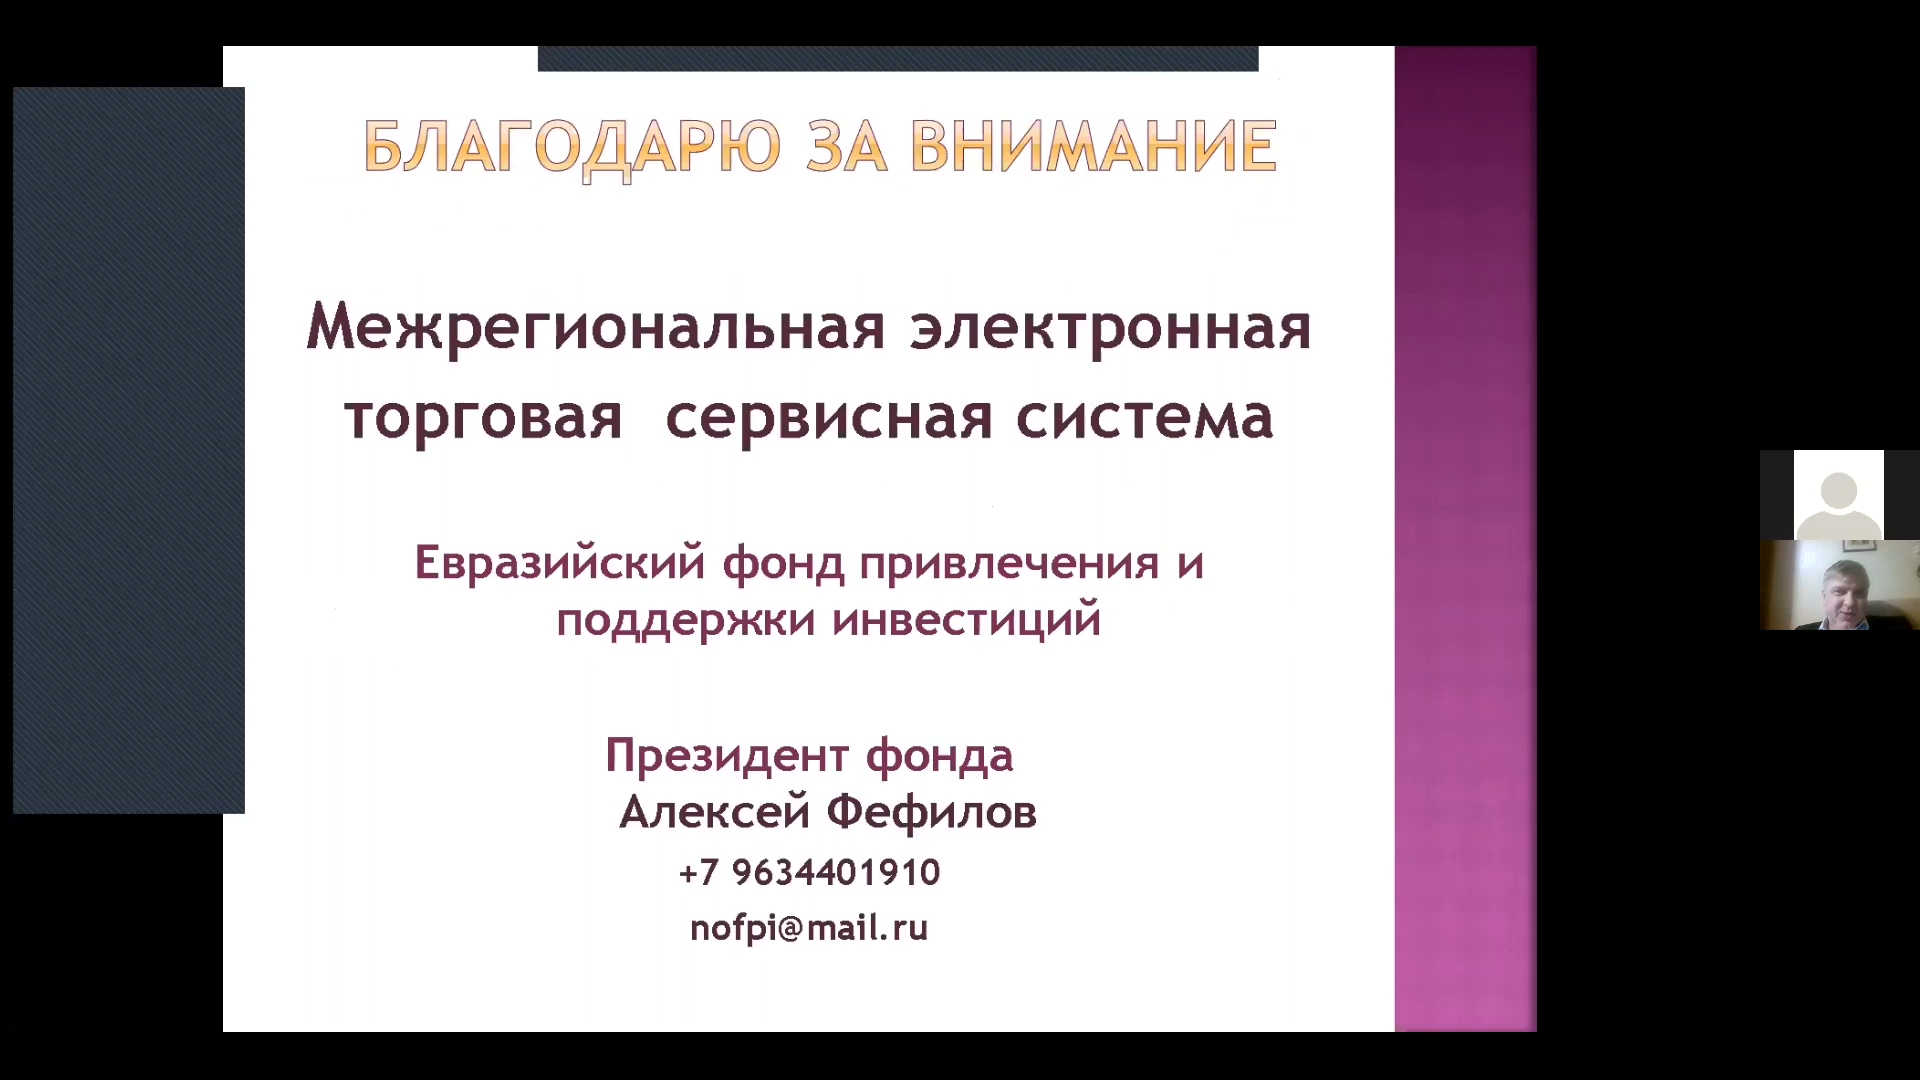 БЛАГОДАРЮ ЗА ВНИМАНИЕ
Межрегиональная электронная
торговая сервисная система
Евразийский фонд привлечения и
поддержки инвестиций
Президент фонда
Алексей Фефилов
+7 9634401910
nofpi@mail.ru